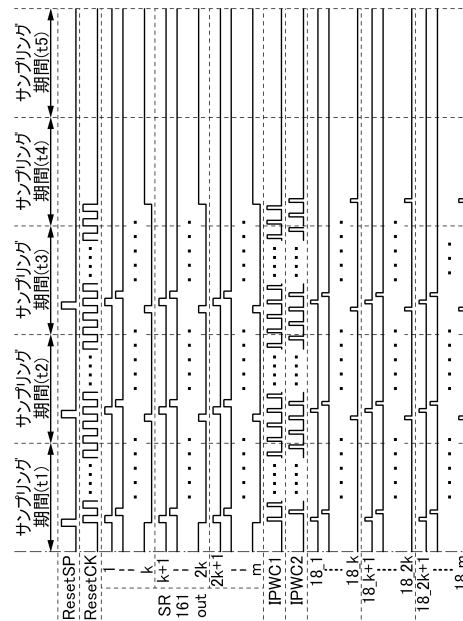 サンプリング
期間(t1)
サンプリング
期間(t2)
サンプリング
期間(t3)
サンプリング
期間(t4)
サンプリング
期間(t5)
ResetSP
ResetCK
SR
161
out
1
k
k+1
2k
2k+1
m
IPWC1
IPWC2
18_1
18_k
18_k+1
18_2k
18_2k+1
18_m